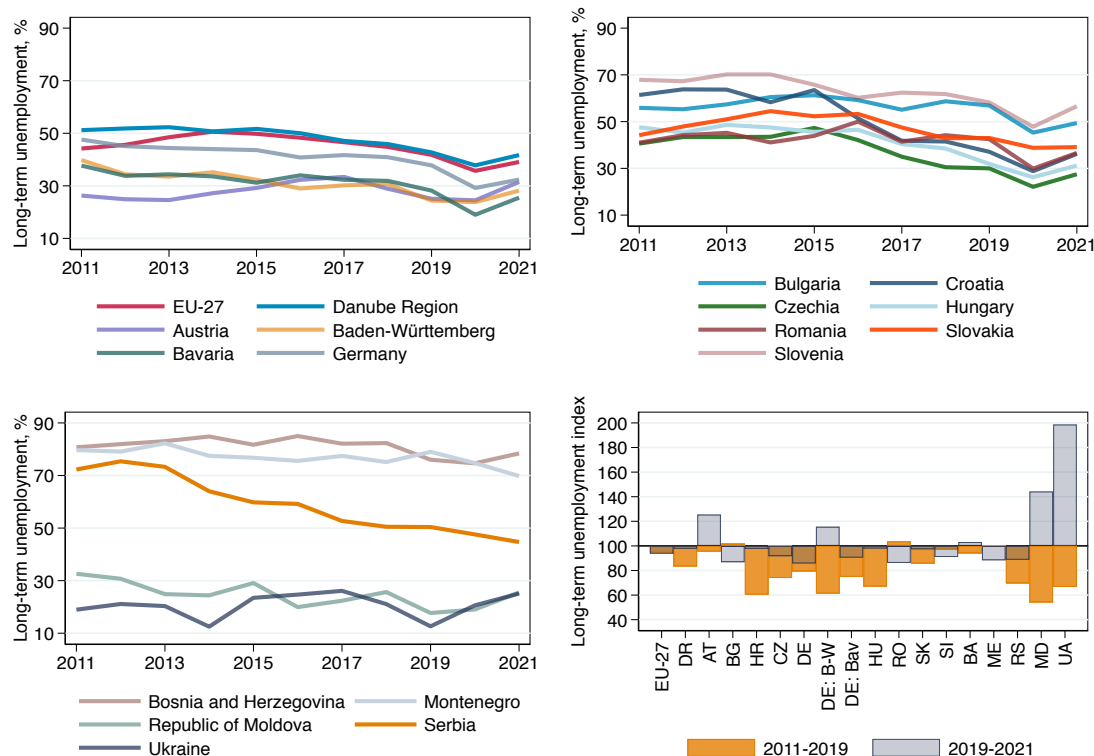 Long-term unemployment, %
90
70
50
30
10
2011 2013 2015 2017 2019 2021
EU-27 Danube Region
Austria Baden-Württemberg
Bavaria Germany
Long-term unemployment, %
90
70
50
30
10
2011 2013 2015 2017 2019 2021
Bulgaria Croatia
Czechia Hungary
Romania Slovakia
Slovenia
Long-term unemployment, %
90
70
50
30
10
2011 2013 2015 2017 2019 2021
Bosnia and Herzegovina Montenegro
Republic of Moldova Serbia
Ukraine
Long-term unemployment index
200
180
160
140
120
100
80
60
40
EU-27 DR AT BG HR CZ DE DE: B-W DE: Bav HU RO SK SI BA ME RS MD UA
2011-2019 2019-2021